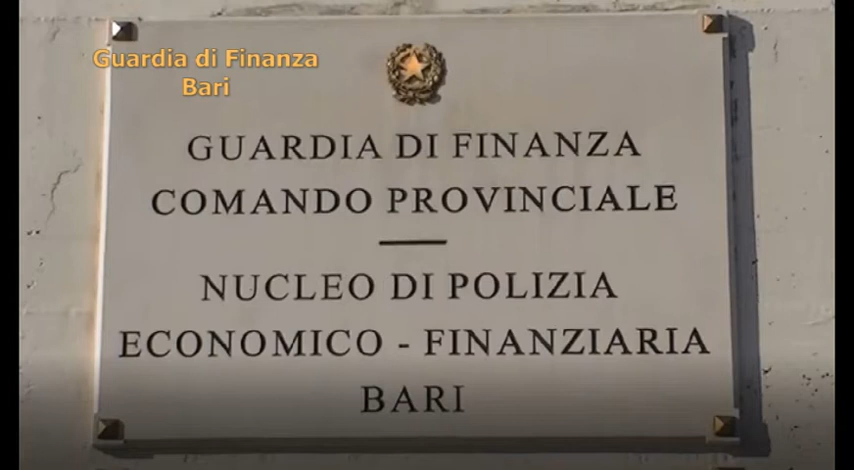 Guardia di Finanza
Bari
GUARDIA DI FINANZA
COMANDO PROVINCIALE
NUCLEO DI POLIZIA
ECONOMICO - FINANZIARIA
BARI